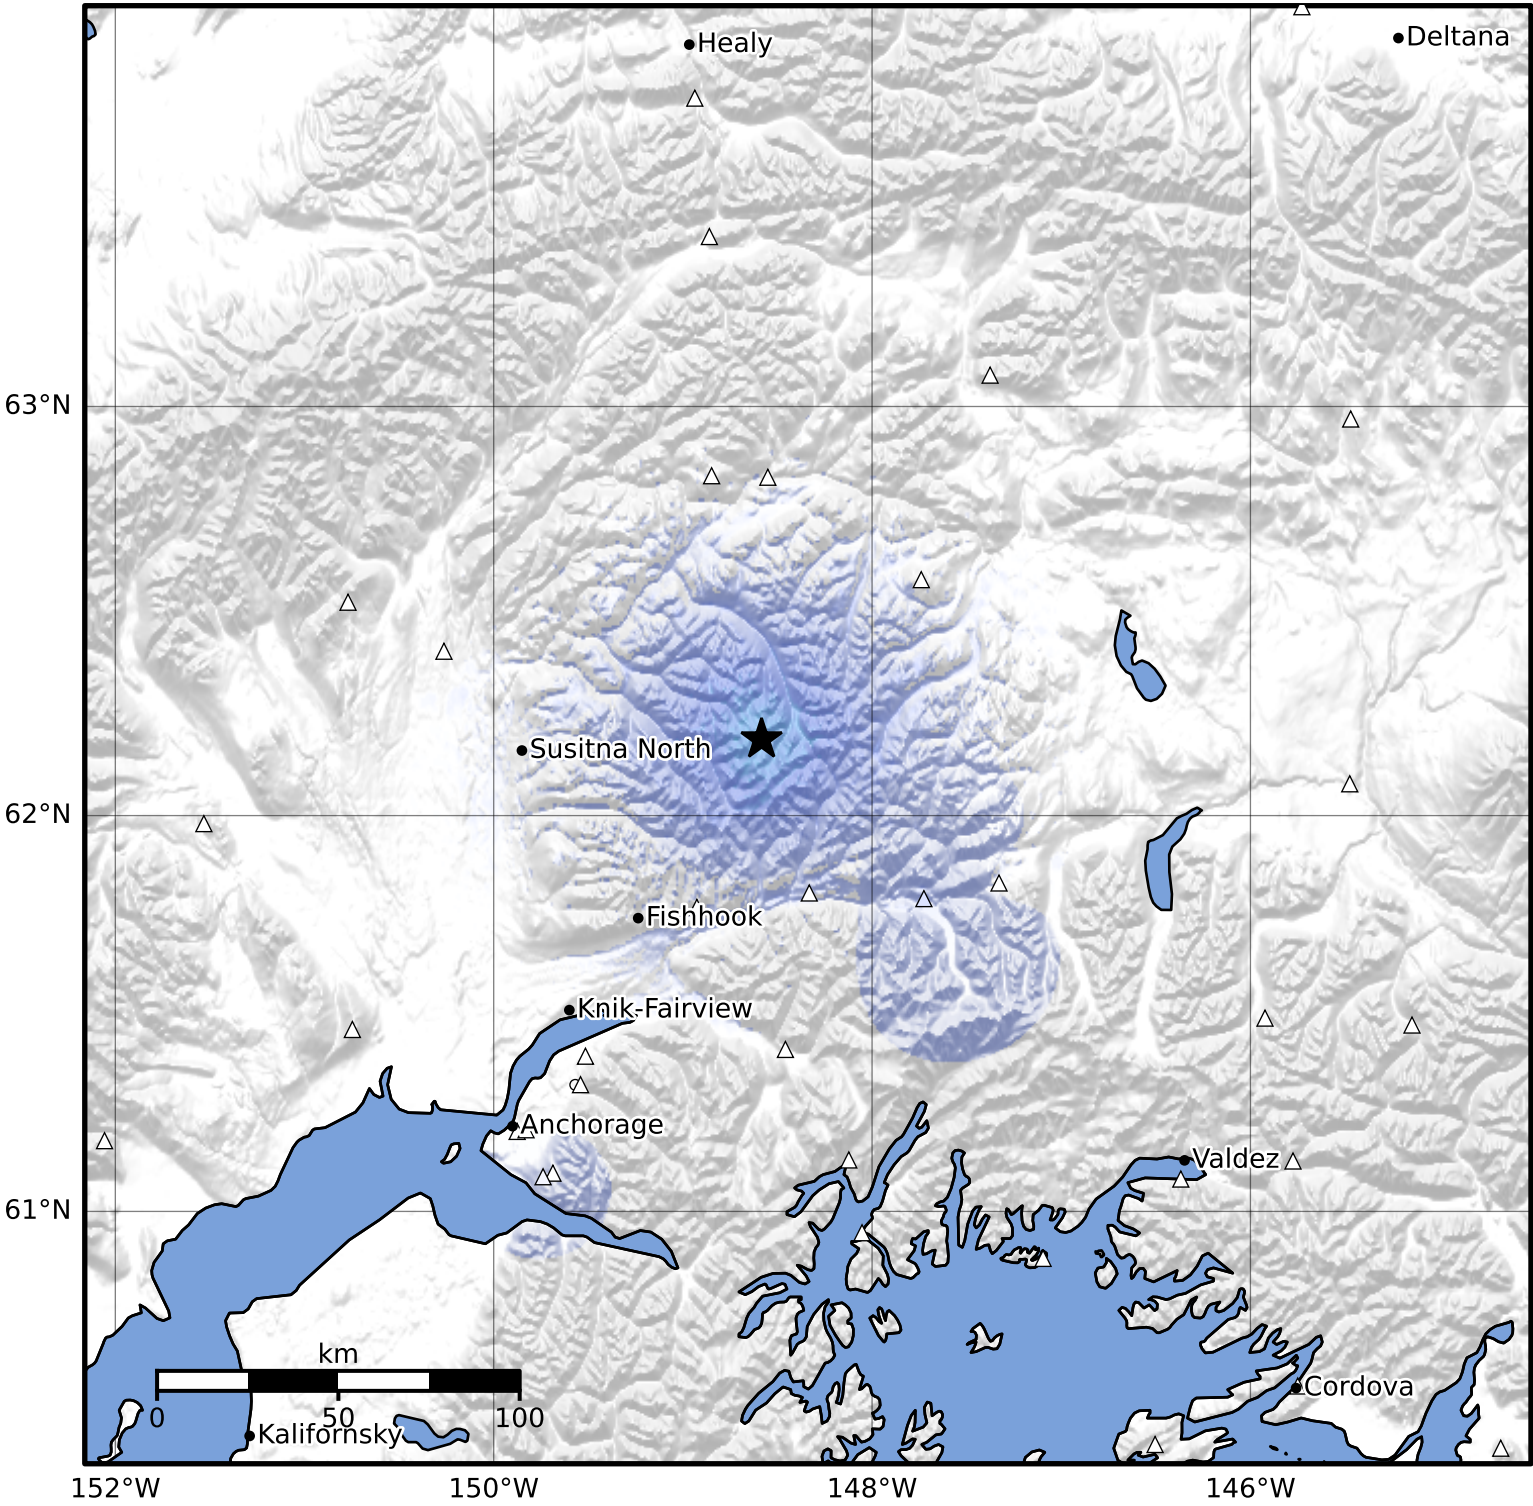 Healy
Deltana
63°N
Susitna North
62°N
Fishhook
Knik-Fairview
Anchorage
Valdez
61°N
km
0 50 100
Cordova
Kalifornsky
152°W 150°W 148°W 146°W